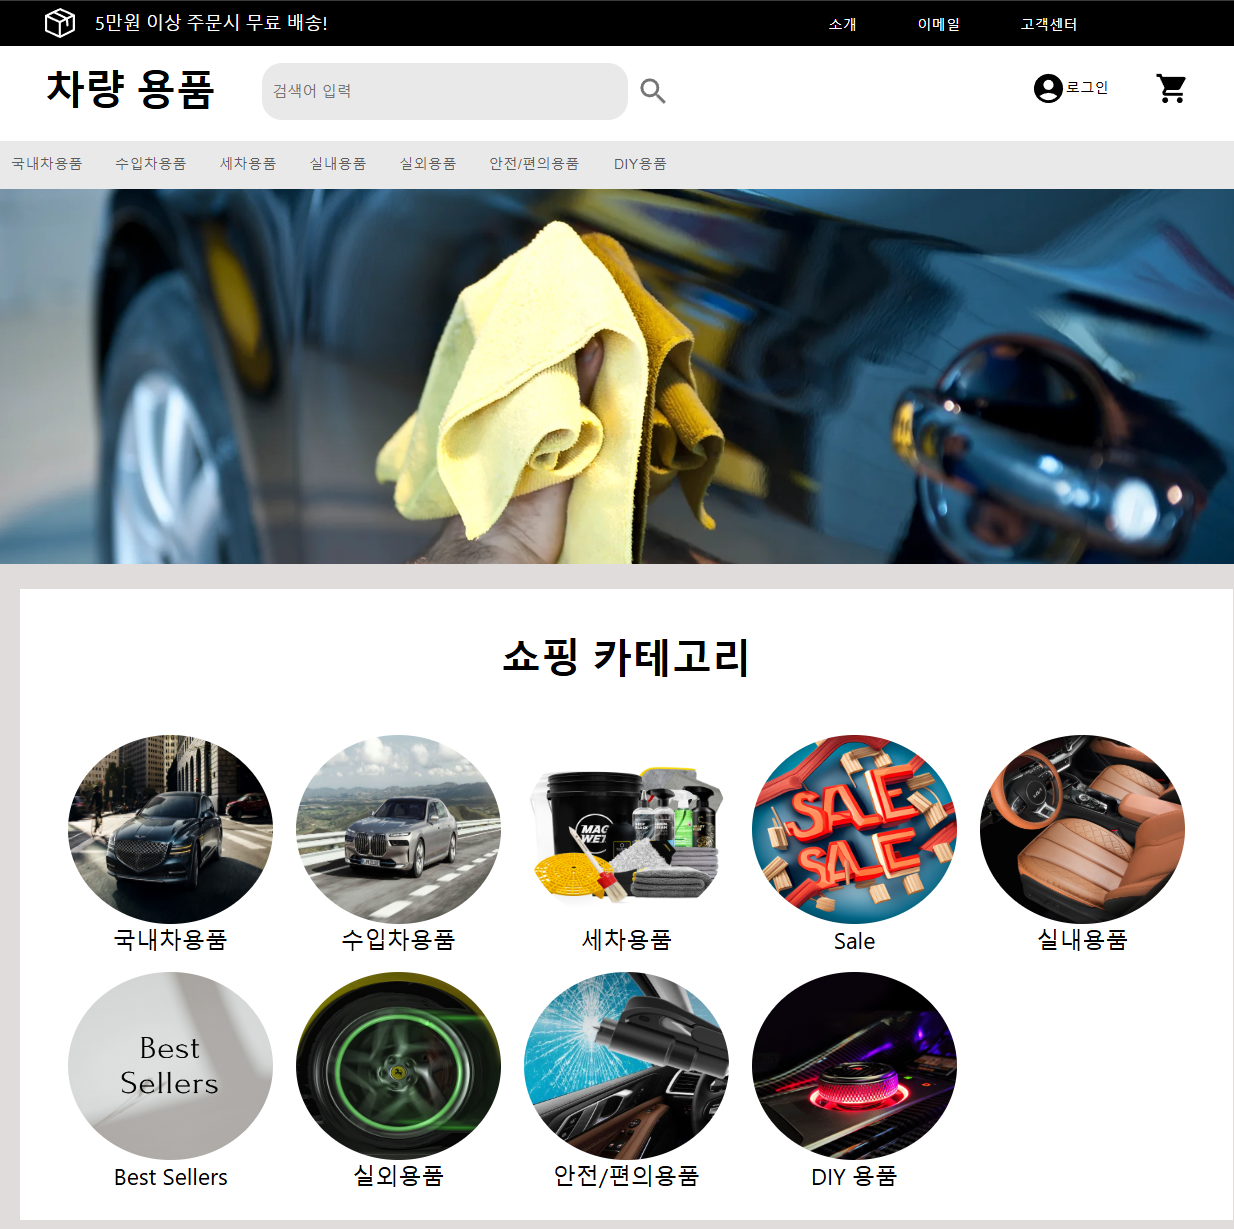 5만원 이상 주문시 무료 배송!
소개
이메일
고객센터
차량 용품
검색어 입력
로그인
국내차용품
수입차용품
세차용품
실내용품
실외용품
안전/편의용품
DIY용품
쇼핑 카테고리
MAG
WET
SALE
SALE
국내차용품
수입차용품
세차용품
Sale
실내용품
Best
Sellers
Best Sellers
실외용품
안전/편의용품
DIY 용품